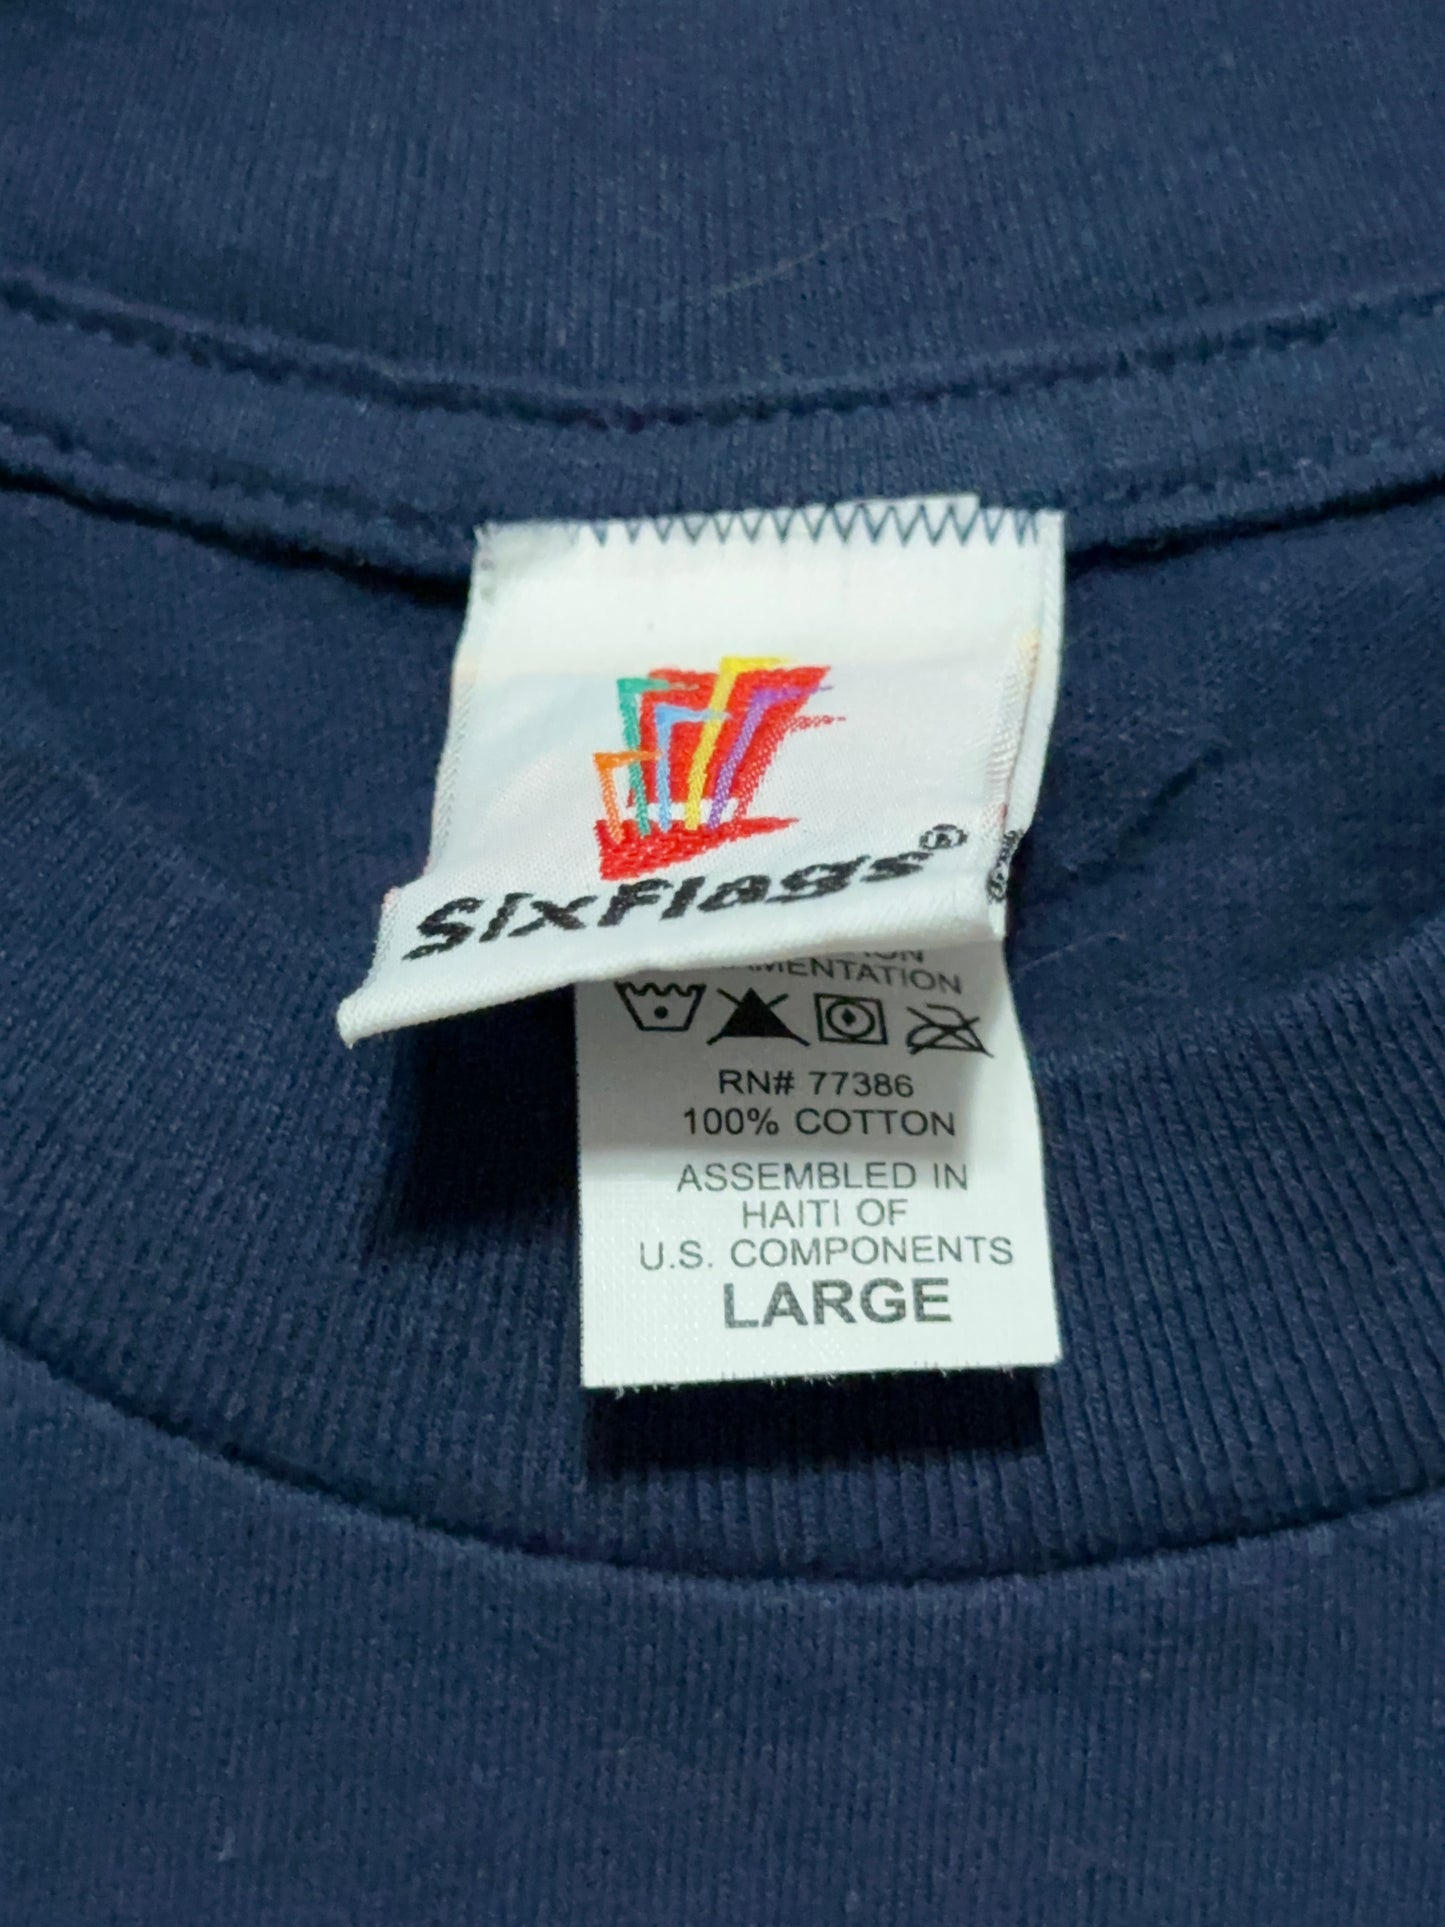 SixFlags®
RN# 77386
100% COTTON
ASSEMBLED IN
HAITI OF
U.S. COMPONENTS
LARGE